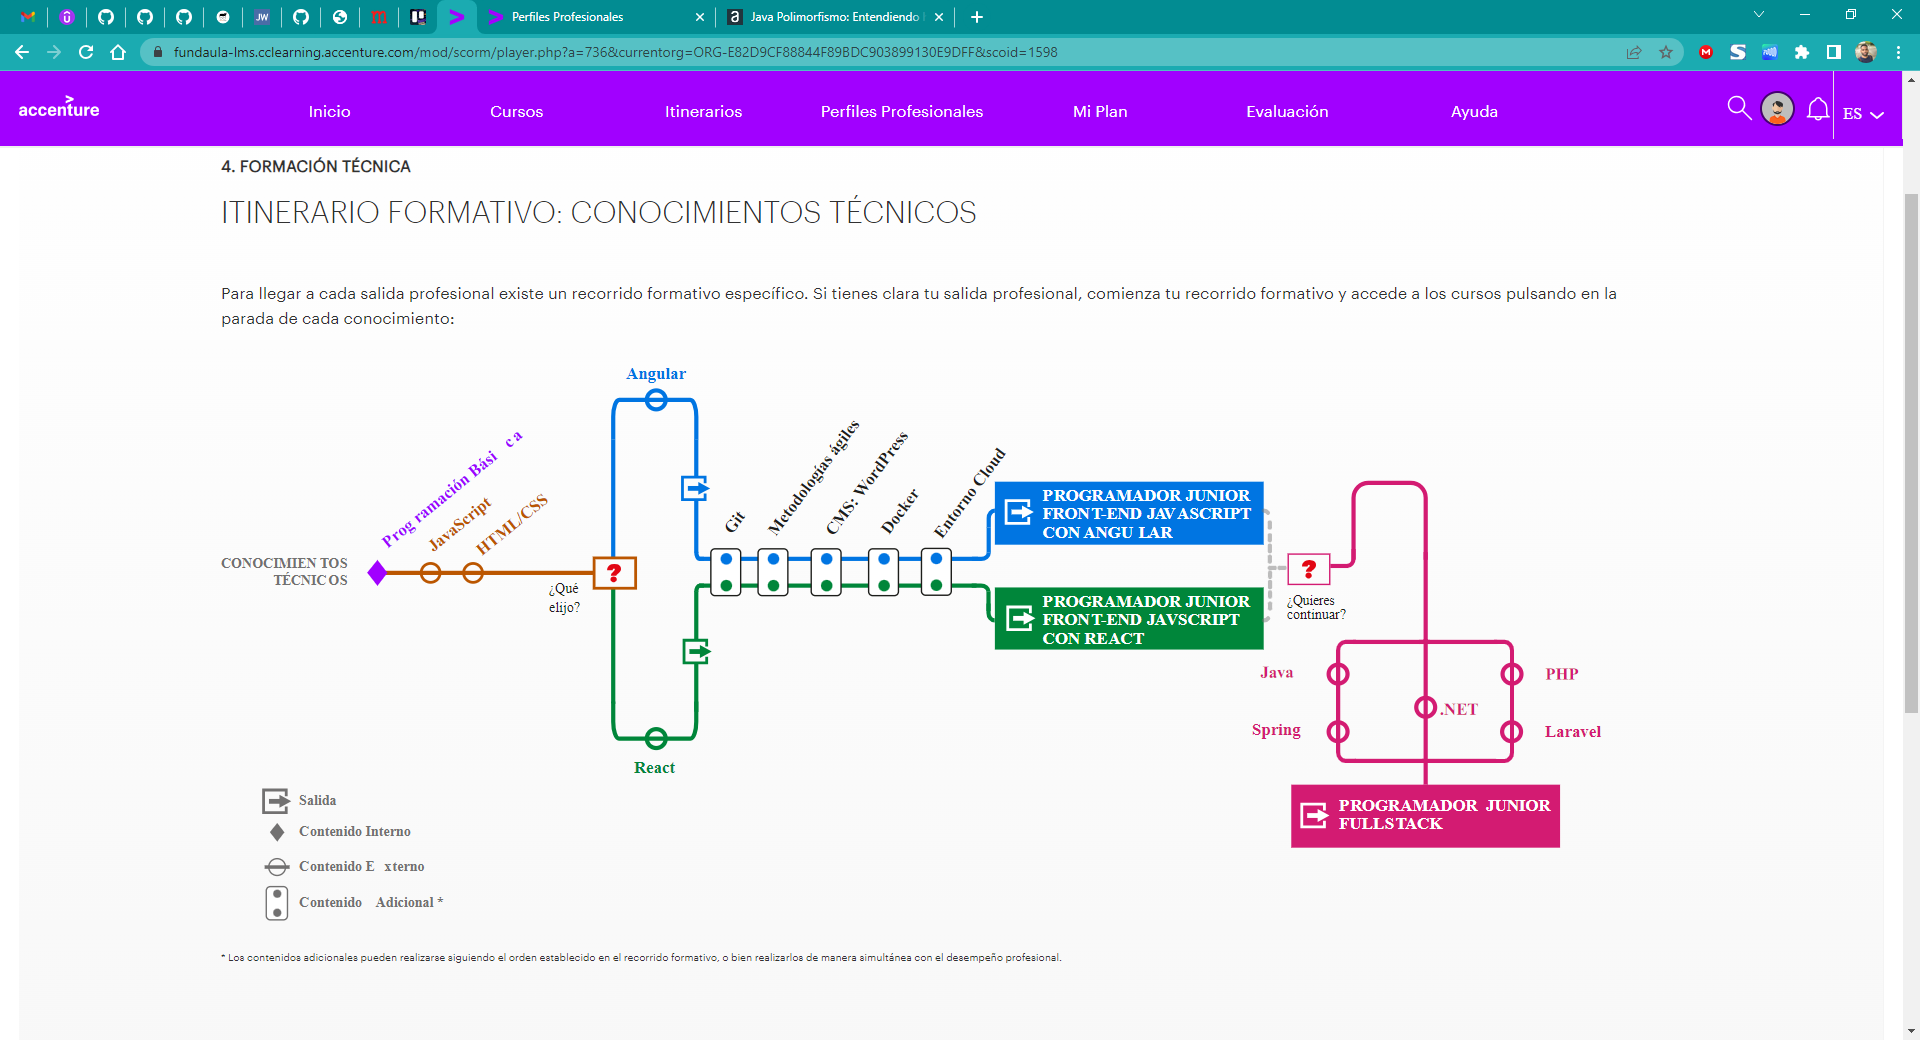 Perfiles Profesionales
Java Polimorfismo: Entendiendo
fundaula-lms.cclearning.accenture.com/mod/scorm/player.php?a=736&currentorg=ORG-E82D9CF88844F89BDC903899130E9DFF&scoid=1598
accenture
Inicio
Cursos
Itinerarios
Perfiles Profesionales
Mi Plan
Evaluación
Ayuda
ES
4. FORMACIÓN TÉCNICA
ITINERARIO FORMATIVO: CONOCIMIENTOS TÉCNICOS
Para llegar a cada salida profesional existe un recorrido formativo específico. Si tienes clara tu salida profesional, comienza tu recorrido formativo y accede a los cursos pulsando en la
parada de cada conocimiento:
CONOCIMIEN TOS
TÉCNIC OS
Prog ramación Bási ca
JavaScript
HTML/CSS
?
¿Qué
elijo?
Angular
React
Git
Metodologías ágiles
CMS: WordPress
Docker
Entorno Cloud
PROGRAMADOR JUNIOR
FRONT-END JAVASCRIPT
CON ANGU LAR
PROGRAMADOR JUNIOR
FRONT-END JAVSCRIPT
CON REACT
?
¿Quieres
continuar?
Java
Spring
.NET
PHP
Laravel
PROGRAMADOR JUNIOR
FULLSTACK
Salida
Contenido Interno
Contenido E xterno
Contenido Adicional *
* Los contenidos adicionales pueden realizarse siguiendo el orden establecido en el recorrido formativo, o bien realizarlos de manera simultánea con el desempeño profesional.